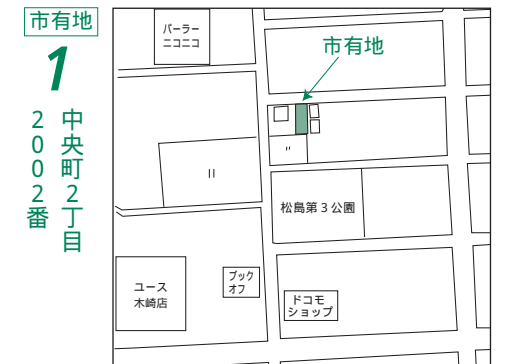 市有地
1
中央町2丁目
2002番
パーラー
ニコニコ
市有地
〃
〃
松島第3公園
ユース
木崎店
ブック
オフ
ドコモ
ショップ